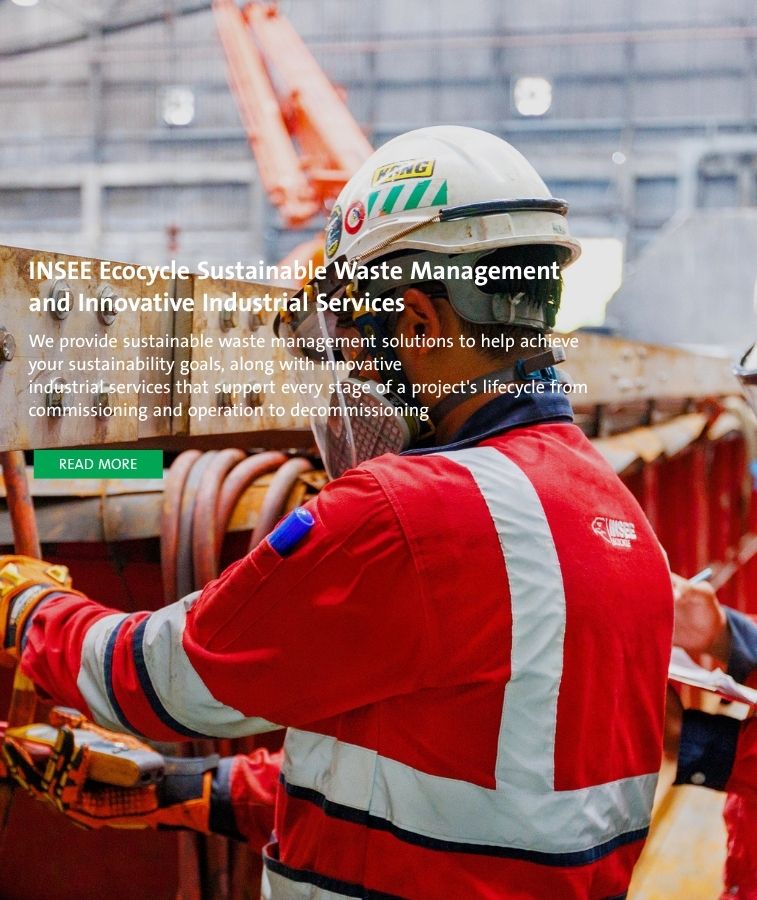 KANG
INSEE Ecocycle Sustainable Waste Management
and Innovative Industrial Services
We provide sustainable waste management solutions to help achieve
your sustainability goals, along with innovative
industrial services that support every stage of a project's lifecycle from
commissioning and operation to decommissioning
READ MORE
INSEE